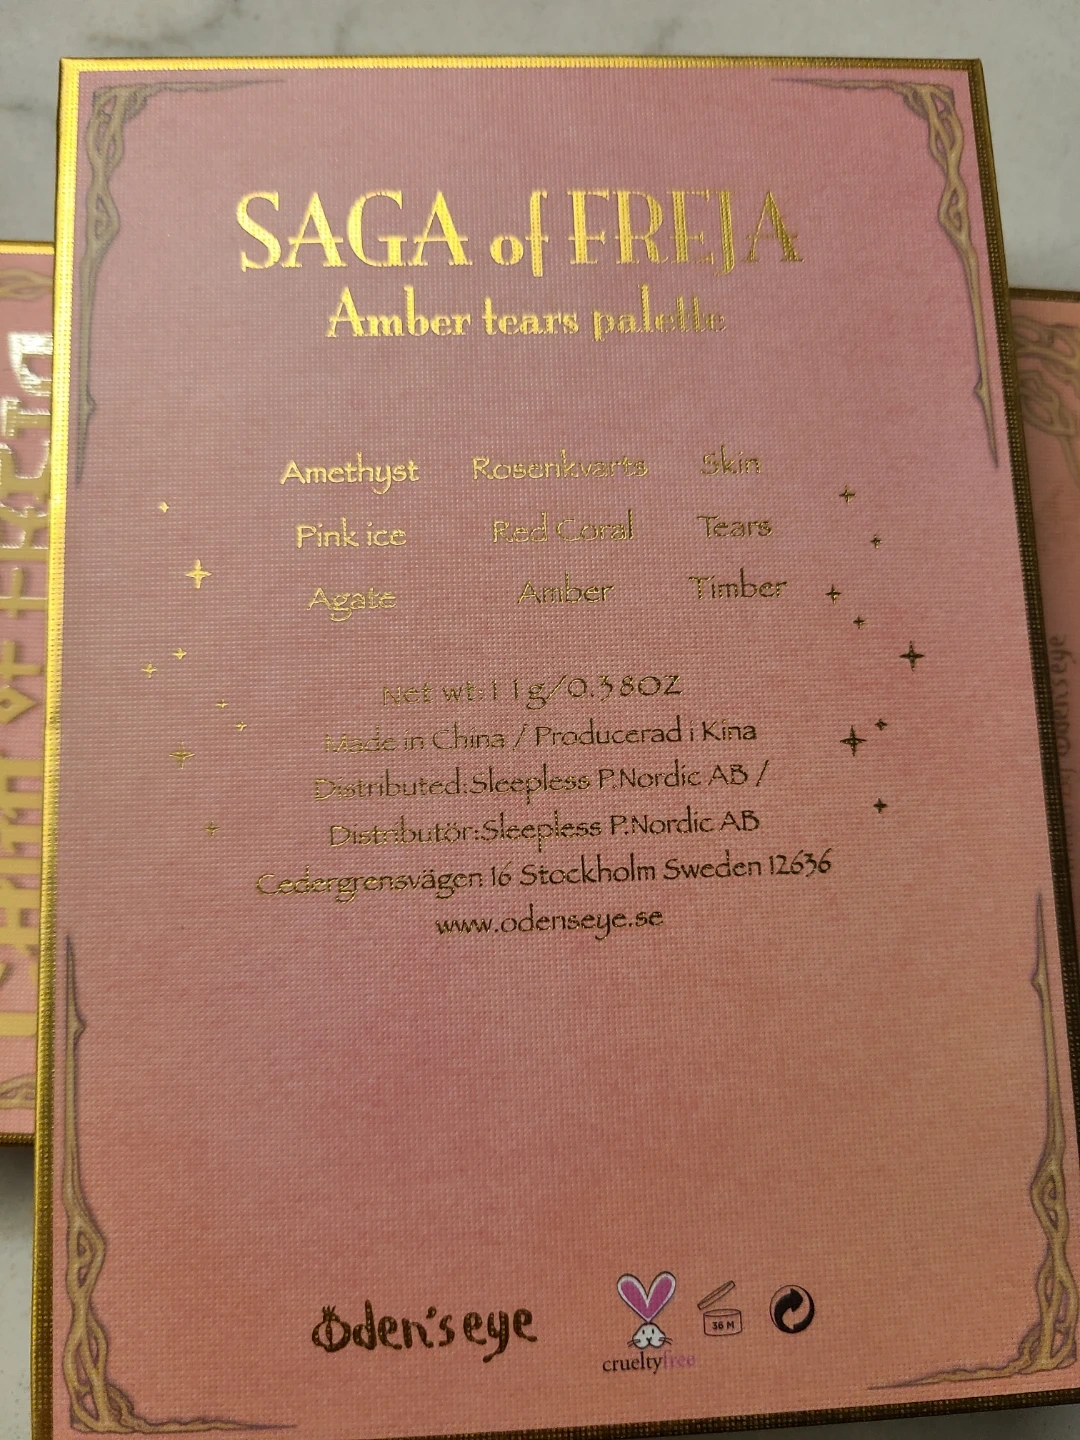 SAGA of FREJA
Amber tears palette
Amethyst Rosenkvarts Skin
Pink ice Red Coral Tears
Agate Amber Timber
Net wt:11g/0.38OZ
Made in China / Producerad i Kina
Distributed:Sleepless P.Nordic AB /
Distributör:Sleepless P.Nordic AB
Cedergrensvägen 16 Stockholm Sweden 12636
www.odenseye.se
Oden's eye
crueltyfree
36 M